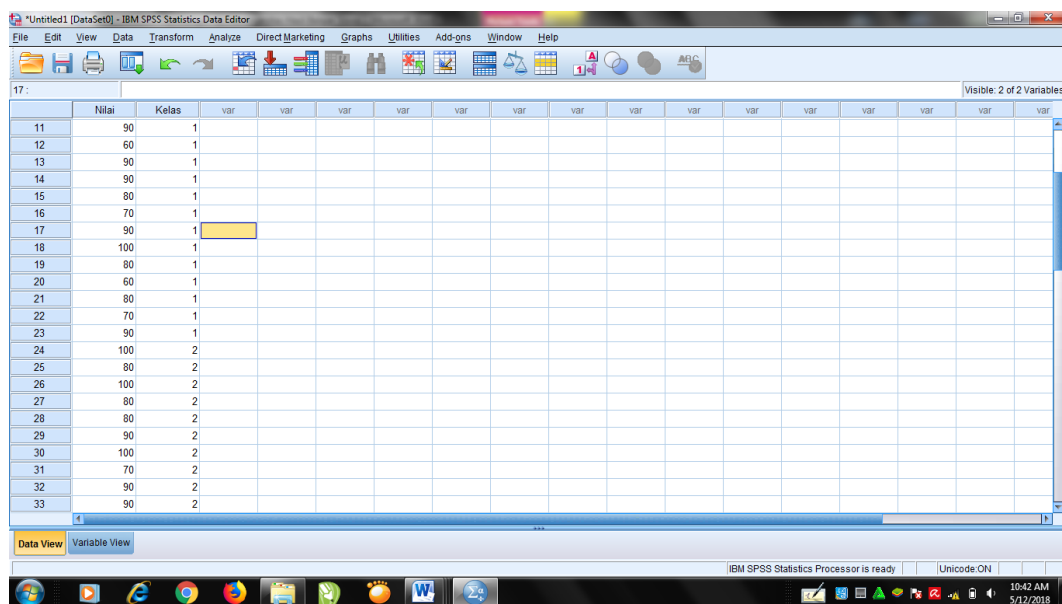 *Untitled1 [DataSet0] - IBM SPSS Statistics Data Editor
File Edit View Data Transform Analyze Direct Marketing Graphs Utilities Add-ons Window Help
17 : Visible: 2 of 2 Variables
Nilai Kelas var var var var var var var var var var var var var var var
11 90 1
12 60 1
13 90 1
14 90 1
15 80 1
16 70 1
17 90 1
18 100 1
19 80 1
20 60 1
21 80 1
22 70 1
23 90 1
24 100 2
25 80 2
26 100 2
27 80 2
28 80 2
29 90 2
30 100 2
31 70 2
32 90 2
33 90 2
Data View Variable View
IBM SPSS Statistics Processor is ready Unicode:ON
10:42 AM
5/12/2018